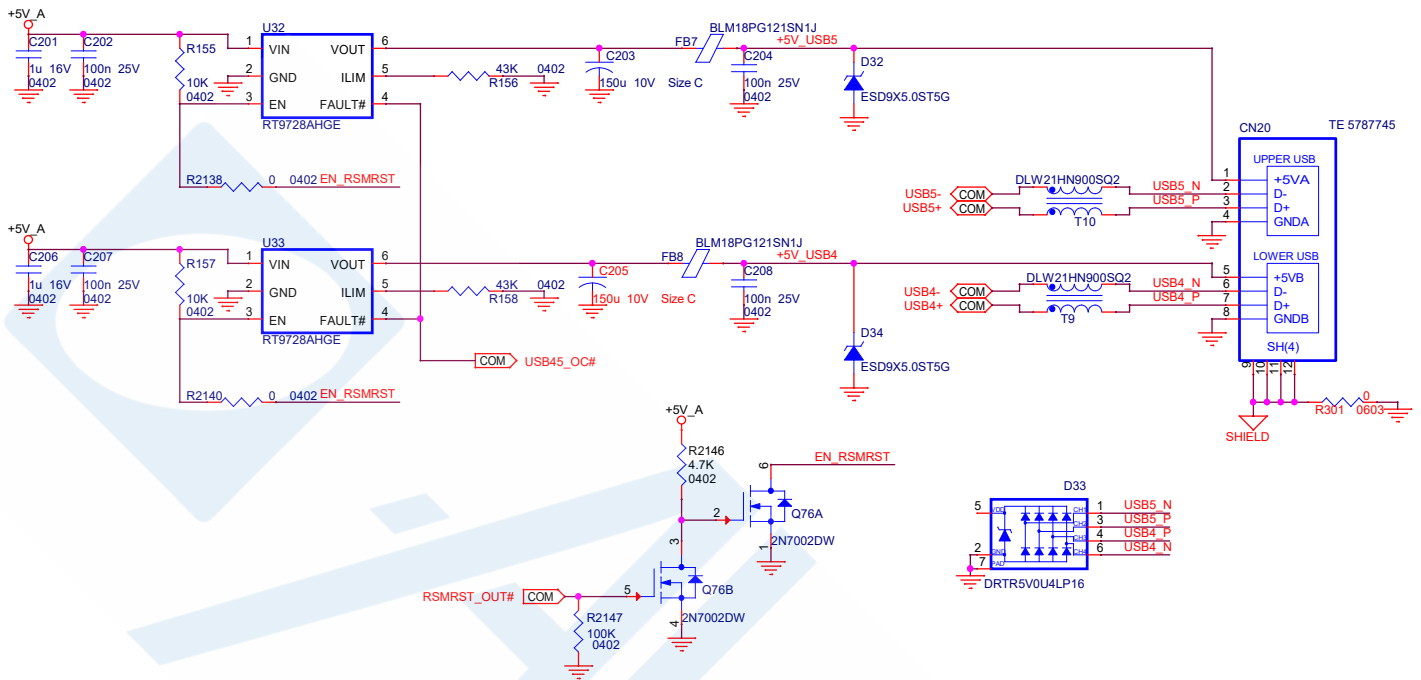 +5V_A
C201
1u 16V
0402
C202
100n 25V
0402
R155
10K
0402
U32
1 VIN VOUT 6
2 GND ILIM 5
3 EN FAULT# 4
RT9728AHGE
43K 0402
R156
C203
150u 10V Size C
BLM18PG121SN1J
FB7
+5V_USB5
C204
100n 25V
0402
D32
ESD9X5.0ST5G
R2138 0 0402 EN_RSMRST
CN20
TE 5787745
UPPER USB
1 +5VA
2 D-
3 D+
4 GNDA
LOWER USB
5 +5VB
6 D-
7 D+
8 GNDB
SH(4)
9 10 11 12
DLW21HN900SQ2
USB5- COM USB5_N
USB5+ COM USB5_P
T10
+5V_A
C206
1u 16V
0402
C207
100n 25V
0402
R157
10K
0402
U33
1 VIN VOUT 6
2 GND ILIM 5
3 EN FAULT# 4
RT9728AHGE
43K 0402
R158
C205
150u 10V Size C
BLM18PG121SN1J
FB8
+5V_USB4
C208
100n 25V
0402
D34
ESD9X5.0ST5G
DLW21HN900SQ2
USB4- COM USB4_N
USB4+ COM USB4_P
T9
COM USB45_OC#
R2140 0 0402 EN_RSMRST
0
R301 0603
SHIELD
+5V_A
R2146
4.7K
0402
EN_RSMRST
6
2
Q76A
1
2N7002DW
3
RSMRST_OUT# COM 5
Q76B
4
2N7002DW
R2147
100K
0402
D33
5 VDD CH1 1 USB5_N
CH2 3 USB5_P
CH3 4 USB4_P
2 GND CH4 6 USB4_N
7 PAD
DRTR5V0U4LP16